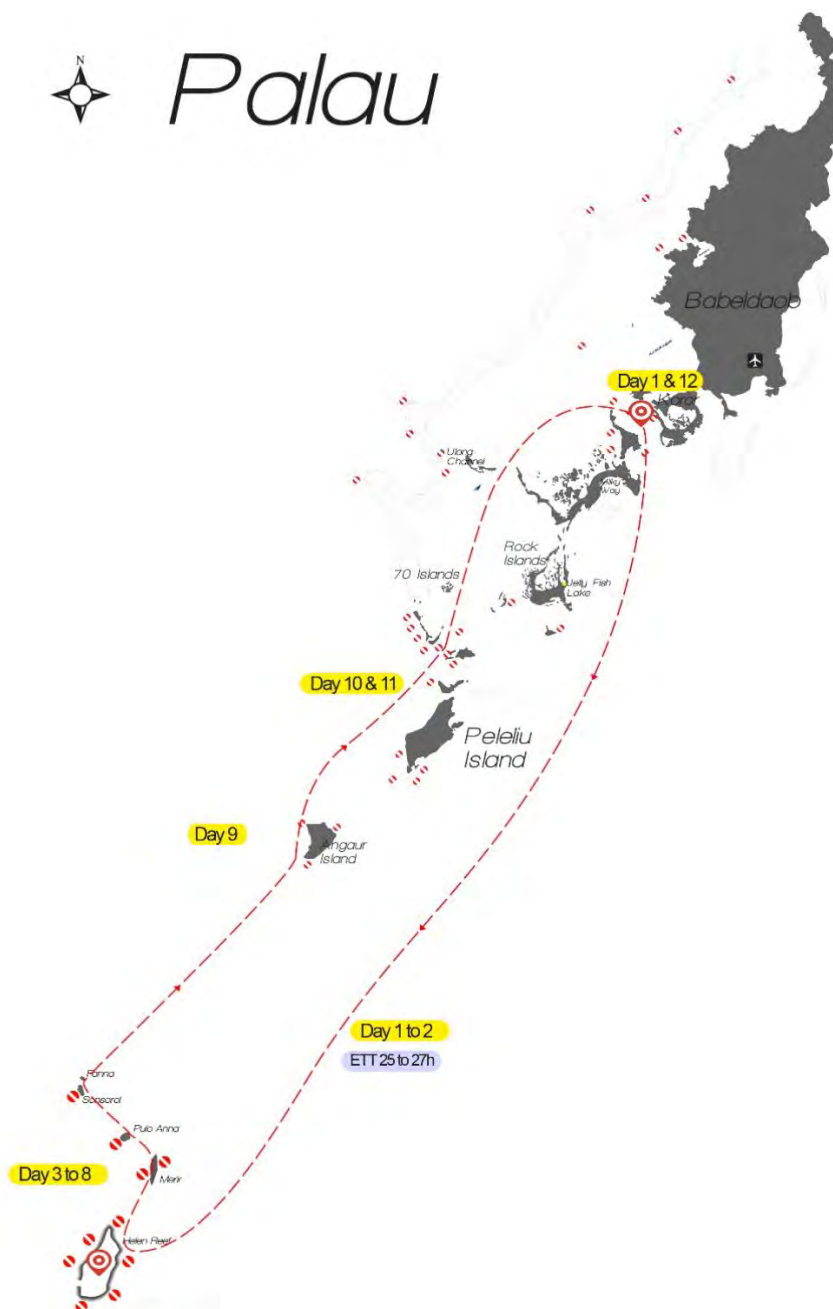 N
Palau
Babeldaob
Day 1 & 12
Koror
Ulong
Channel
Milky
Way
Rock
Islands
70 Islands
Jelly Fish
Lake
Day 10 & 11
Peleliu
Island
Day 9
Angaur
Island
Day 1 to 2
ETT 25 to 27h
Fanna
Sonsorol
Pulo Anna
Day 3 to 8
Merir
Helen Reef